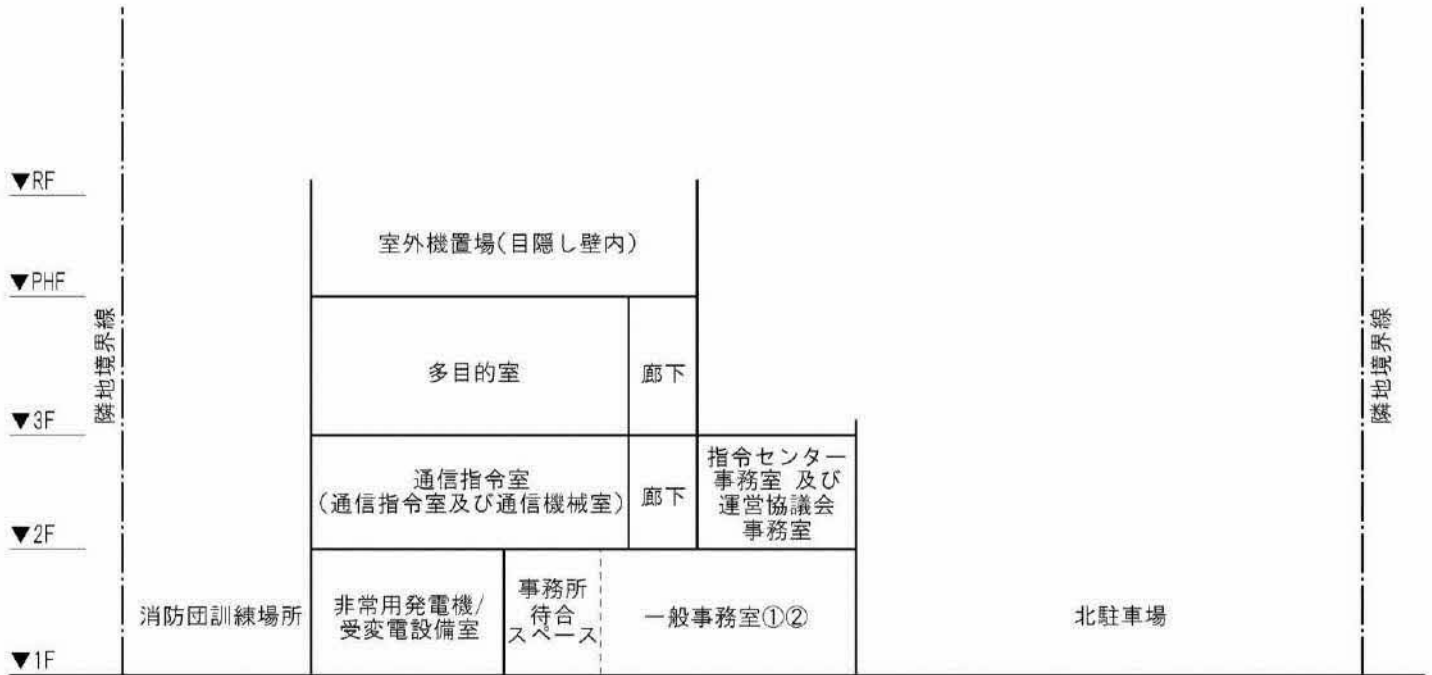 ▼RF
室外機置場(目隠し壁内)
▼PHF
隣地境界線
隣地境界線
多目的室
廊下
▼3F
通信指令室
(通信指令室及び通信機械室)
廊下
指令センター
事務室 及び
運営協議会
事務室
▼2F
消防団訓練場所
非常用発電機/
受変電設備室
事務所
待合
スペース
一般事務室①②
北駐車場
▼1F